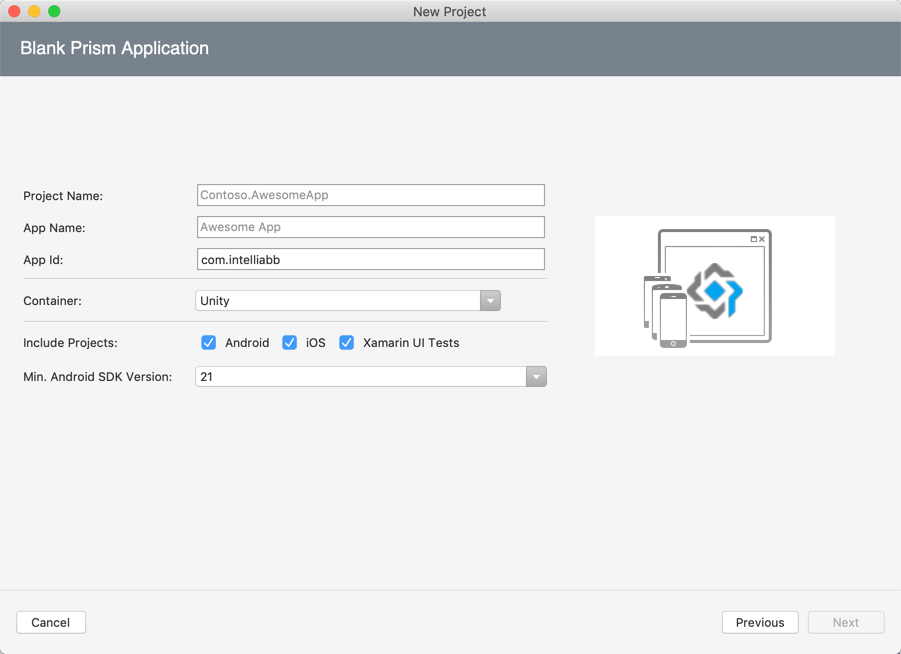 New Project
Blank Prism Application
Project Name: Contoso.AwesomeApp
App Name: Awesome App
App Id: com.intelliabb
Container: Unity
Include Projects: Android iOS Xamarin UI Tests
Min. Android SDK Version: 21
Cancel Previous Next